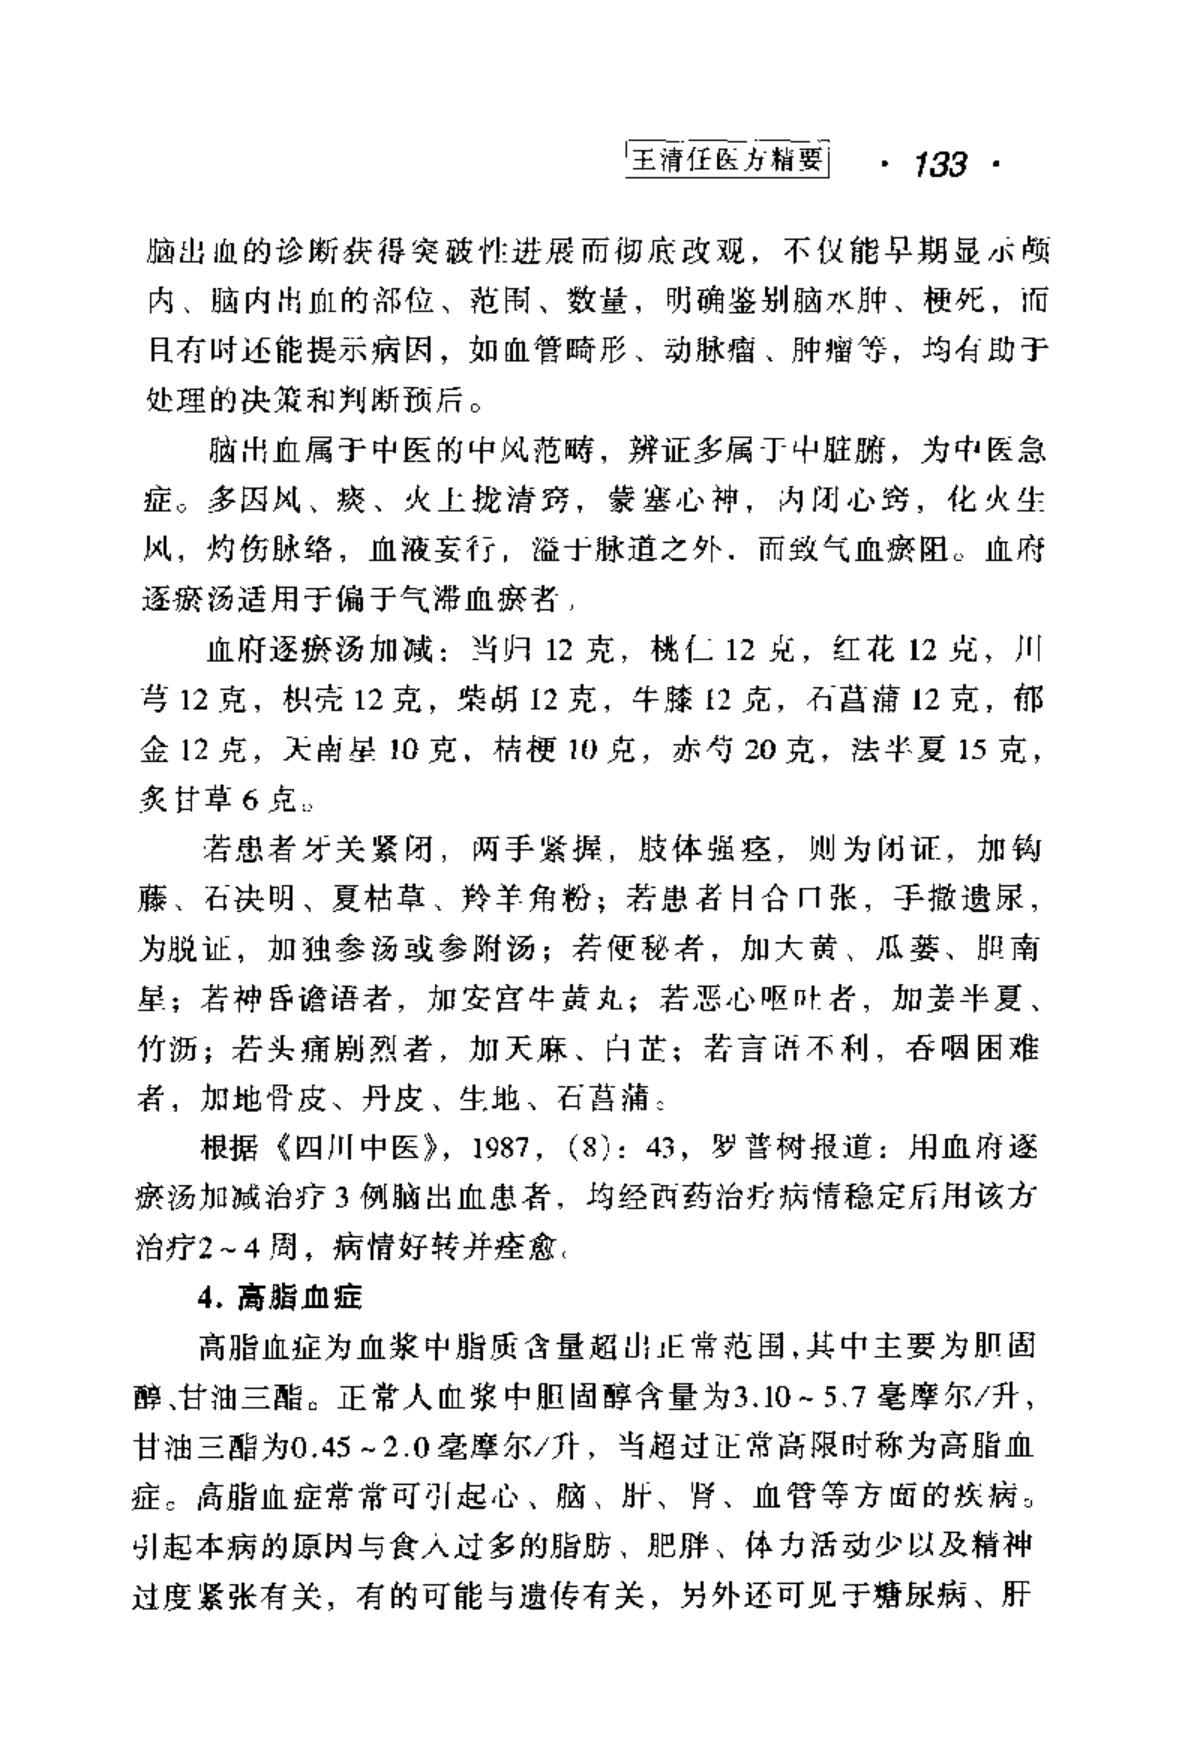 王清任医方精要 · 133 ·
脑出血的诊断获得突破性进展而彻底改观，不仅能早期显示颅
内、脑内出血的部位、范围、数量，明确鉴别脑水肿、梗死，而
且有时还能提示病因，如血管畸形、动脉瘤、肿瘤等，均有助于
处理的决策和判断预后。
脑出血属于中医的中风范畴，辨证多属于中脏腑，为中医急
症。多因风、痰、火上拢清窍，蒙塞心神，内闭心窍，化火生
风，灼伤脉络，血液妄行，溢于脉道之外．而致气血瘀阻。血府
逐瘀汤适用于偏于气滞血瘀者，
血府逐瘀汤加减：当归 12 克，桃仁 12 克，红花 12 克，川
芎 12 克，枳壳 12 克，柴胡 12 克，牛膝 12 克，石菖蒲 12 克，郁
金 12 克，天南星 10 克，桔梗 10 克，赤芍 20 克，法半夏 15 克，
炙甘草 6 克。
若患者牙关紧闭，两手紧握，肢体强痉，则为闭证，加钩
藤、石决明、夏枯草、羚羊角粉；若患者目合口张，手撒遗尿，
为脱证，加独参汤或参附汤；若便秘者，加大黄、瓜蒌、胆南
星；若神昏谵语者，加安宫牛黄丸；若恶心呕吐者，加姜半夏、
竹沥；若头痛剧烈者，加天麻、白芷；若言语不利，吞咽困难
者，加地骨皮、丹皮、生地、石菖蒲。
根据《四川中医》，1987，(8)：43，罗普树报道：用血府逐
瘀汤加减治疗 3 例脑出血患者，均经西药治疗病情稳定后用该方
治疗2～4 周，病情好转并痊愈。
4. 高脂血症
高脂血症为血浆中脂质含量超出正常范围,其中主要为胆固
醇、甘油三酯。正常人血浆中胆固醇含量为3.10～5.7 毫摩尔/升，
甘油三酯为0.45～2.0 毫摩尔/升，当超过正常高限时称为高脂血
症。高脂血症常常可引起心、脑、肝、肾、血管等方面的疾病。
引起本病的原因与食入过多的脂肪、肥胖、体力活动少以及精神
过度紧张有关，有的可能与遗传有关，另外还可见于糖尿病、肝